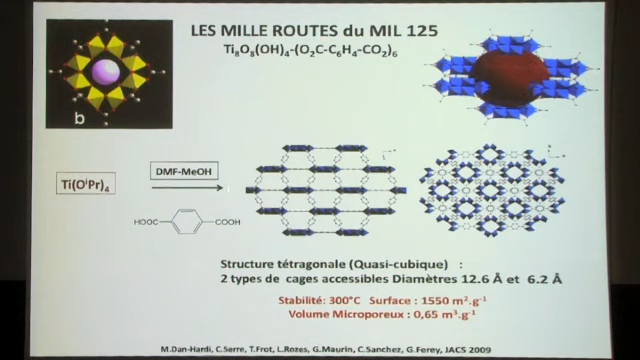 LES MILLE ROUTES du MIL 125
Ti₈O₈(OH)₄-(O₂C-C₆H₄-CO₂)₆
b
Ti(OⁱPr)₄
DMF-MeOH
HOOC
COOH
Structure tétragonale (Quasi-cubique) :
2 types de cages accessibles Diamètres 12.6 Å et 6.2 Å
Stabilité: 300°C Surface : 1550 m².g⁻¹
Volume Microporeux : 0,65 m³.g⁻¹
M.Dan-Hardi, C.Serre, T.Frot, L.Rozes, G.Maurin, C.Sanchez, G.Ferey, JACS 2009